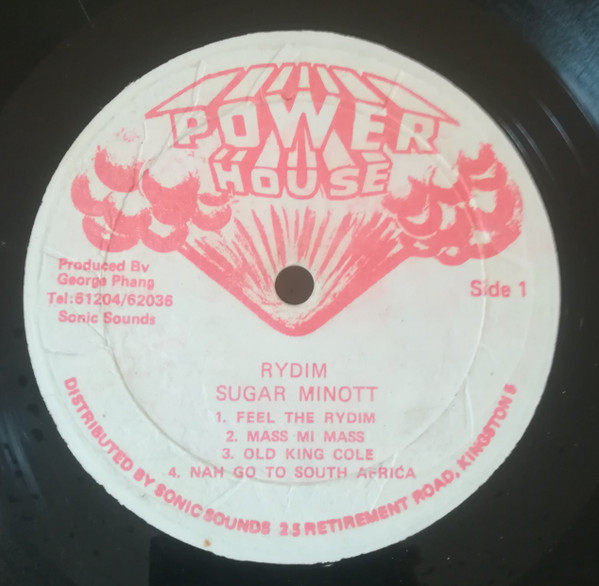 POWER
HOUSE
Produced By
George Phang
Tel:61204/62036
Sonic Sounds
Side 1
RYDIM
SUGAR MINOTT
1. FEEL THE RYDIM
2. MASS MI MASS
3. OLD KING COLE
4. NAH GO TO SOUTH AFRICA
DISTRIBUTED BY SONIC SOUNDS 25 RETIREMENT ROAD, KINGSTON 5